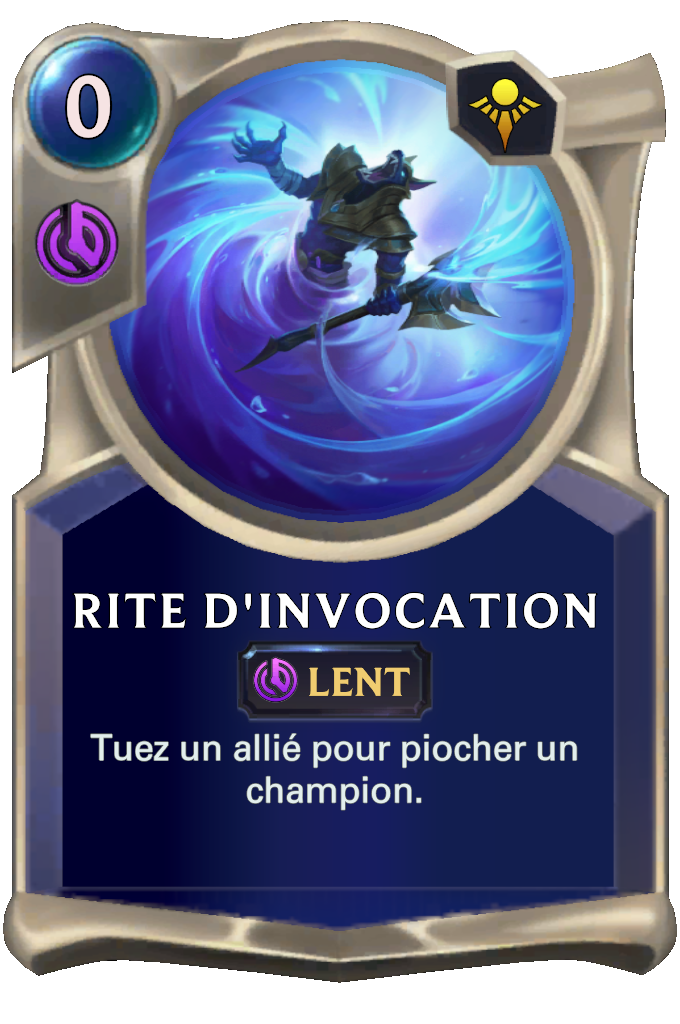 0
RITE D'INVOCATION
LENT
Tuez un allié pour piocher un
champion.